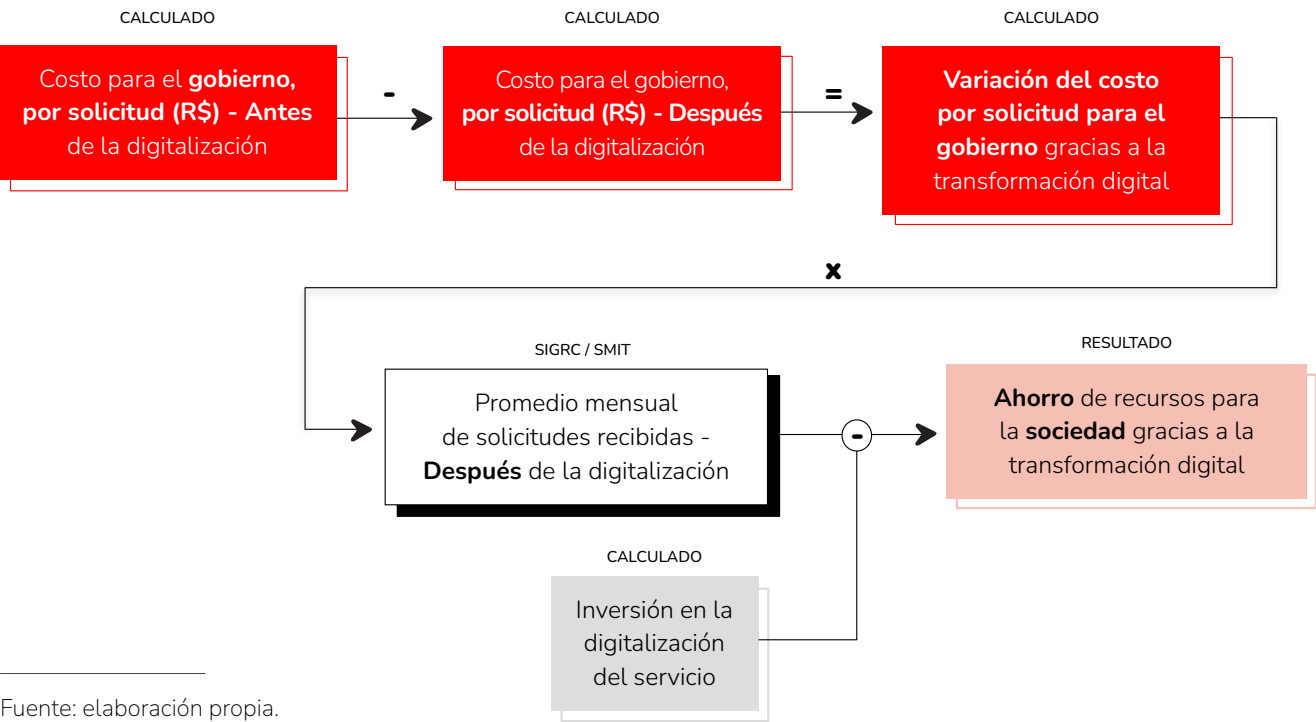 CALCULADO
Costo para el gobierno,
por solicitud (R$) - Antes
de la digitalización
-
CALCULADO
Costo para el gobierno,
por solicitud (R$) - Después
de la digitalización
=
CALCULADO
Variación del costo
por solicitud para el
gobierno gracias a la
transformación digital
x
SIGRC / SMIT
Promedio mensual
de solicitudes recibidas -
Después de la digitalización
-
RESULTADO
Ahorro de recursos para
la sociedad gracias a la
transformación digital
CALCULADO
Inversión en la
digitalización
del servicio
Fuente: elaboración propia.